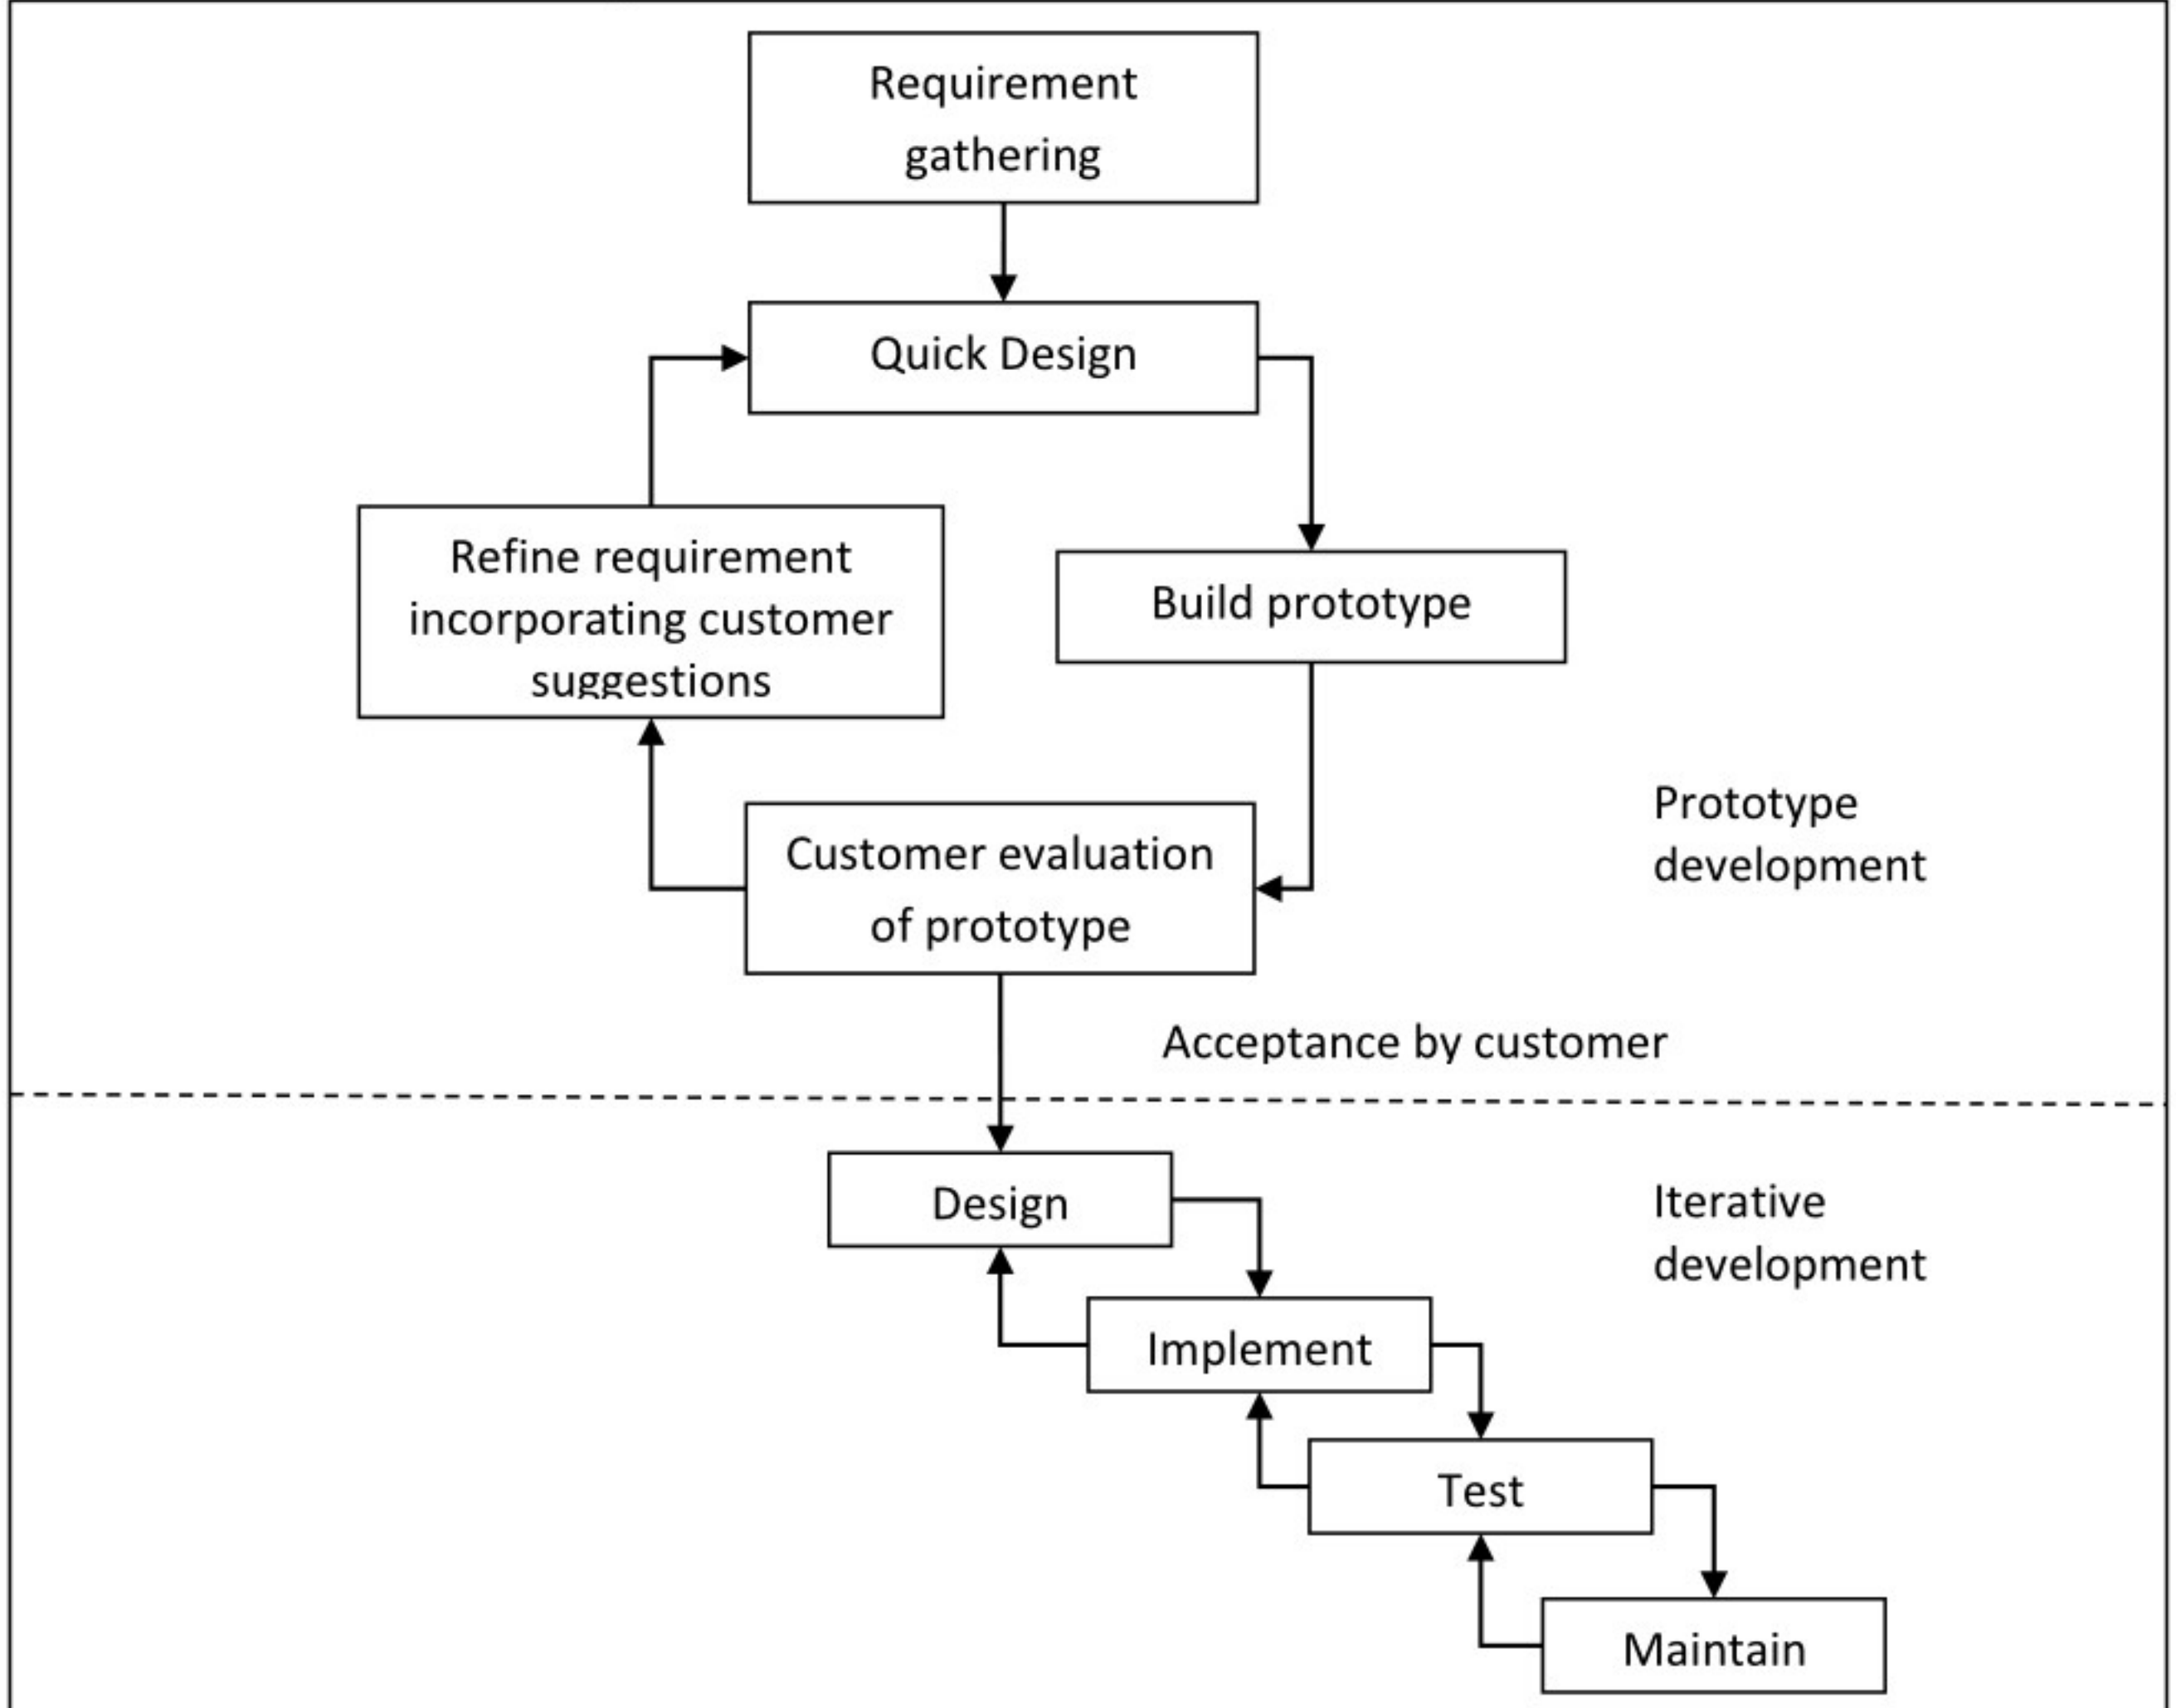 Requirement
gathering
Quick Design
Refine requirement
incorporating customer
suggestions
Build prototype
Customer evaluation
of prototype
Prototype
development
Acceptance by customer
Design
Iterative
development
Implement
Test
Maintain